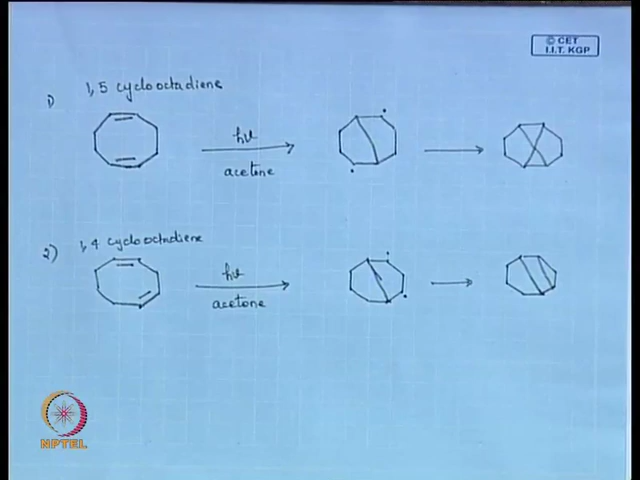 © CET
I.I.T. KGP
1) 1,5 cyclooctadiene
hν
acetone
2) 1,4 cyclooctadiene
hν
acetone
NPTEL